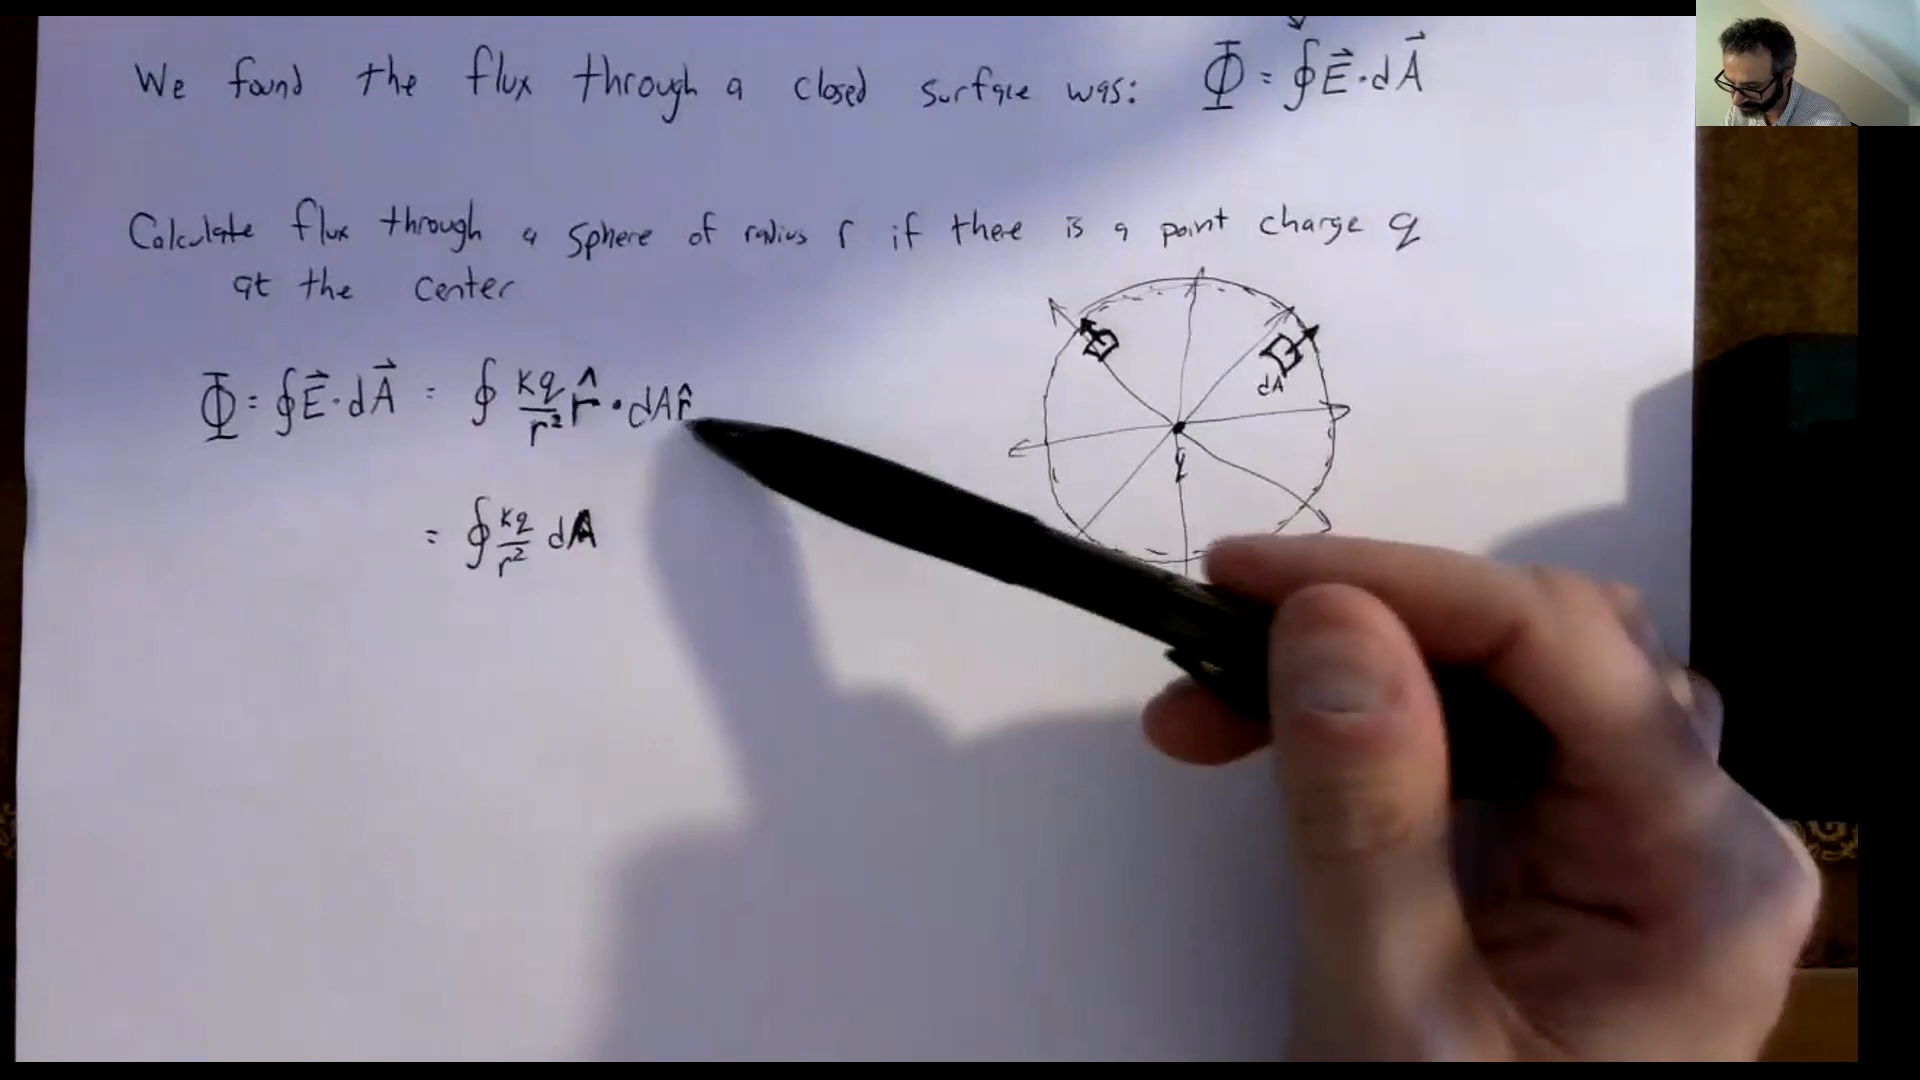 We found the flux through a closed surface was: Φ = ∮E⃗·dA⃗
Calculate flux through a sphere of radius r if there is a point charge q
at the center
Φ = ∮E⃗·dA⃗ = ∮ kq/r² r̂ · dA r̂
= ∮ kq/r² dA
dA
q